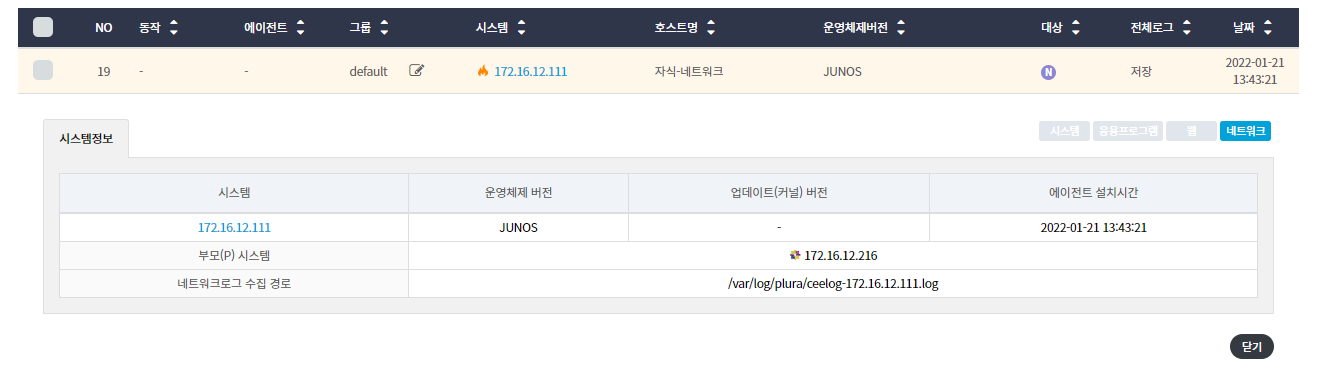 NO 동작 에이전트 그룹 시스템 호스트명 운영체제버전 대상 전체로그 날짜
19 - - default 172.16.12.111 자식-네트워크 JUNOS N 저장 2022-01-21
13:43:21
시스템정보 시스템 응용프로그램 웹 네트워크
시스템 운영체제 버전 업데이트(커널) 버전 에이전트 설치시간
172.16.12.111 JUNOS - 2022-01-21 13:43:21
부모(P) 시스템 172.16.12.216
네트워크로그 수집 경로 /var/log/plura/ceelog-172.16.12.111.log
닫기